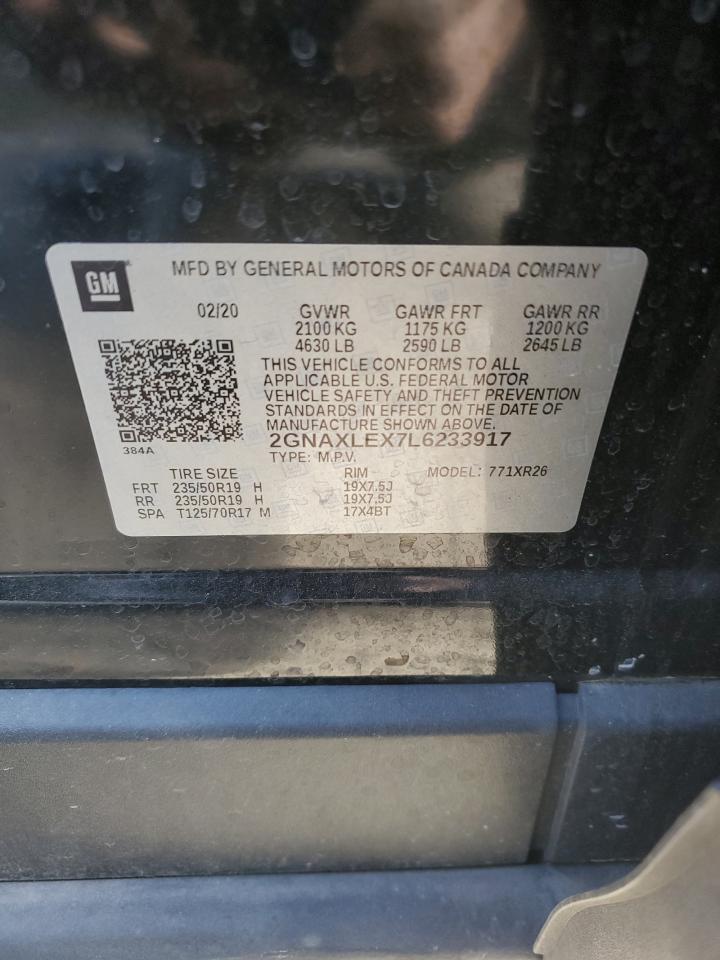 GM
MFD BY GENERAL MOTORS OF CANADA COMPANY
02/20 GVWR GAWR FRT GAWR RR
2100 KG 1175 KG 1200 KG
4630 LB 2590 LB 2645 LB
THIS VEHICLE CONFORMS TO ALL
APPLICABLE U.S. FEDERAL MOTOR
VEHICLE SAFETY AND THEFT PREVENTION
STANDARDS IN EFFECT ON THE DATE OF
MANUFACTURE SHOWN ABOVE.
384A
2GNAXLEX7L6233917
TYPE: M.P.V. MODEL: 771XR26
TIRE SIZE RIM
FRT 235/50R19 H 19X7.5J
RR 235/50R19 H 19X7.5J
SPA T125/70R17 M 17X4BT